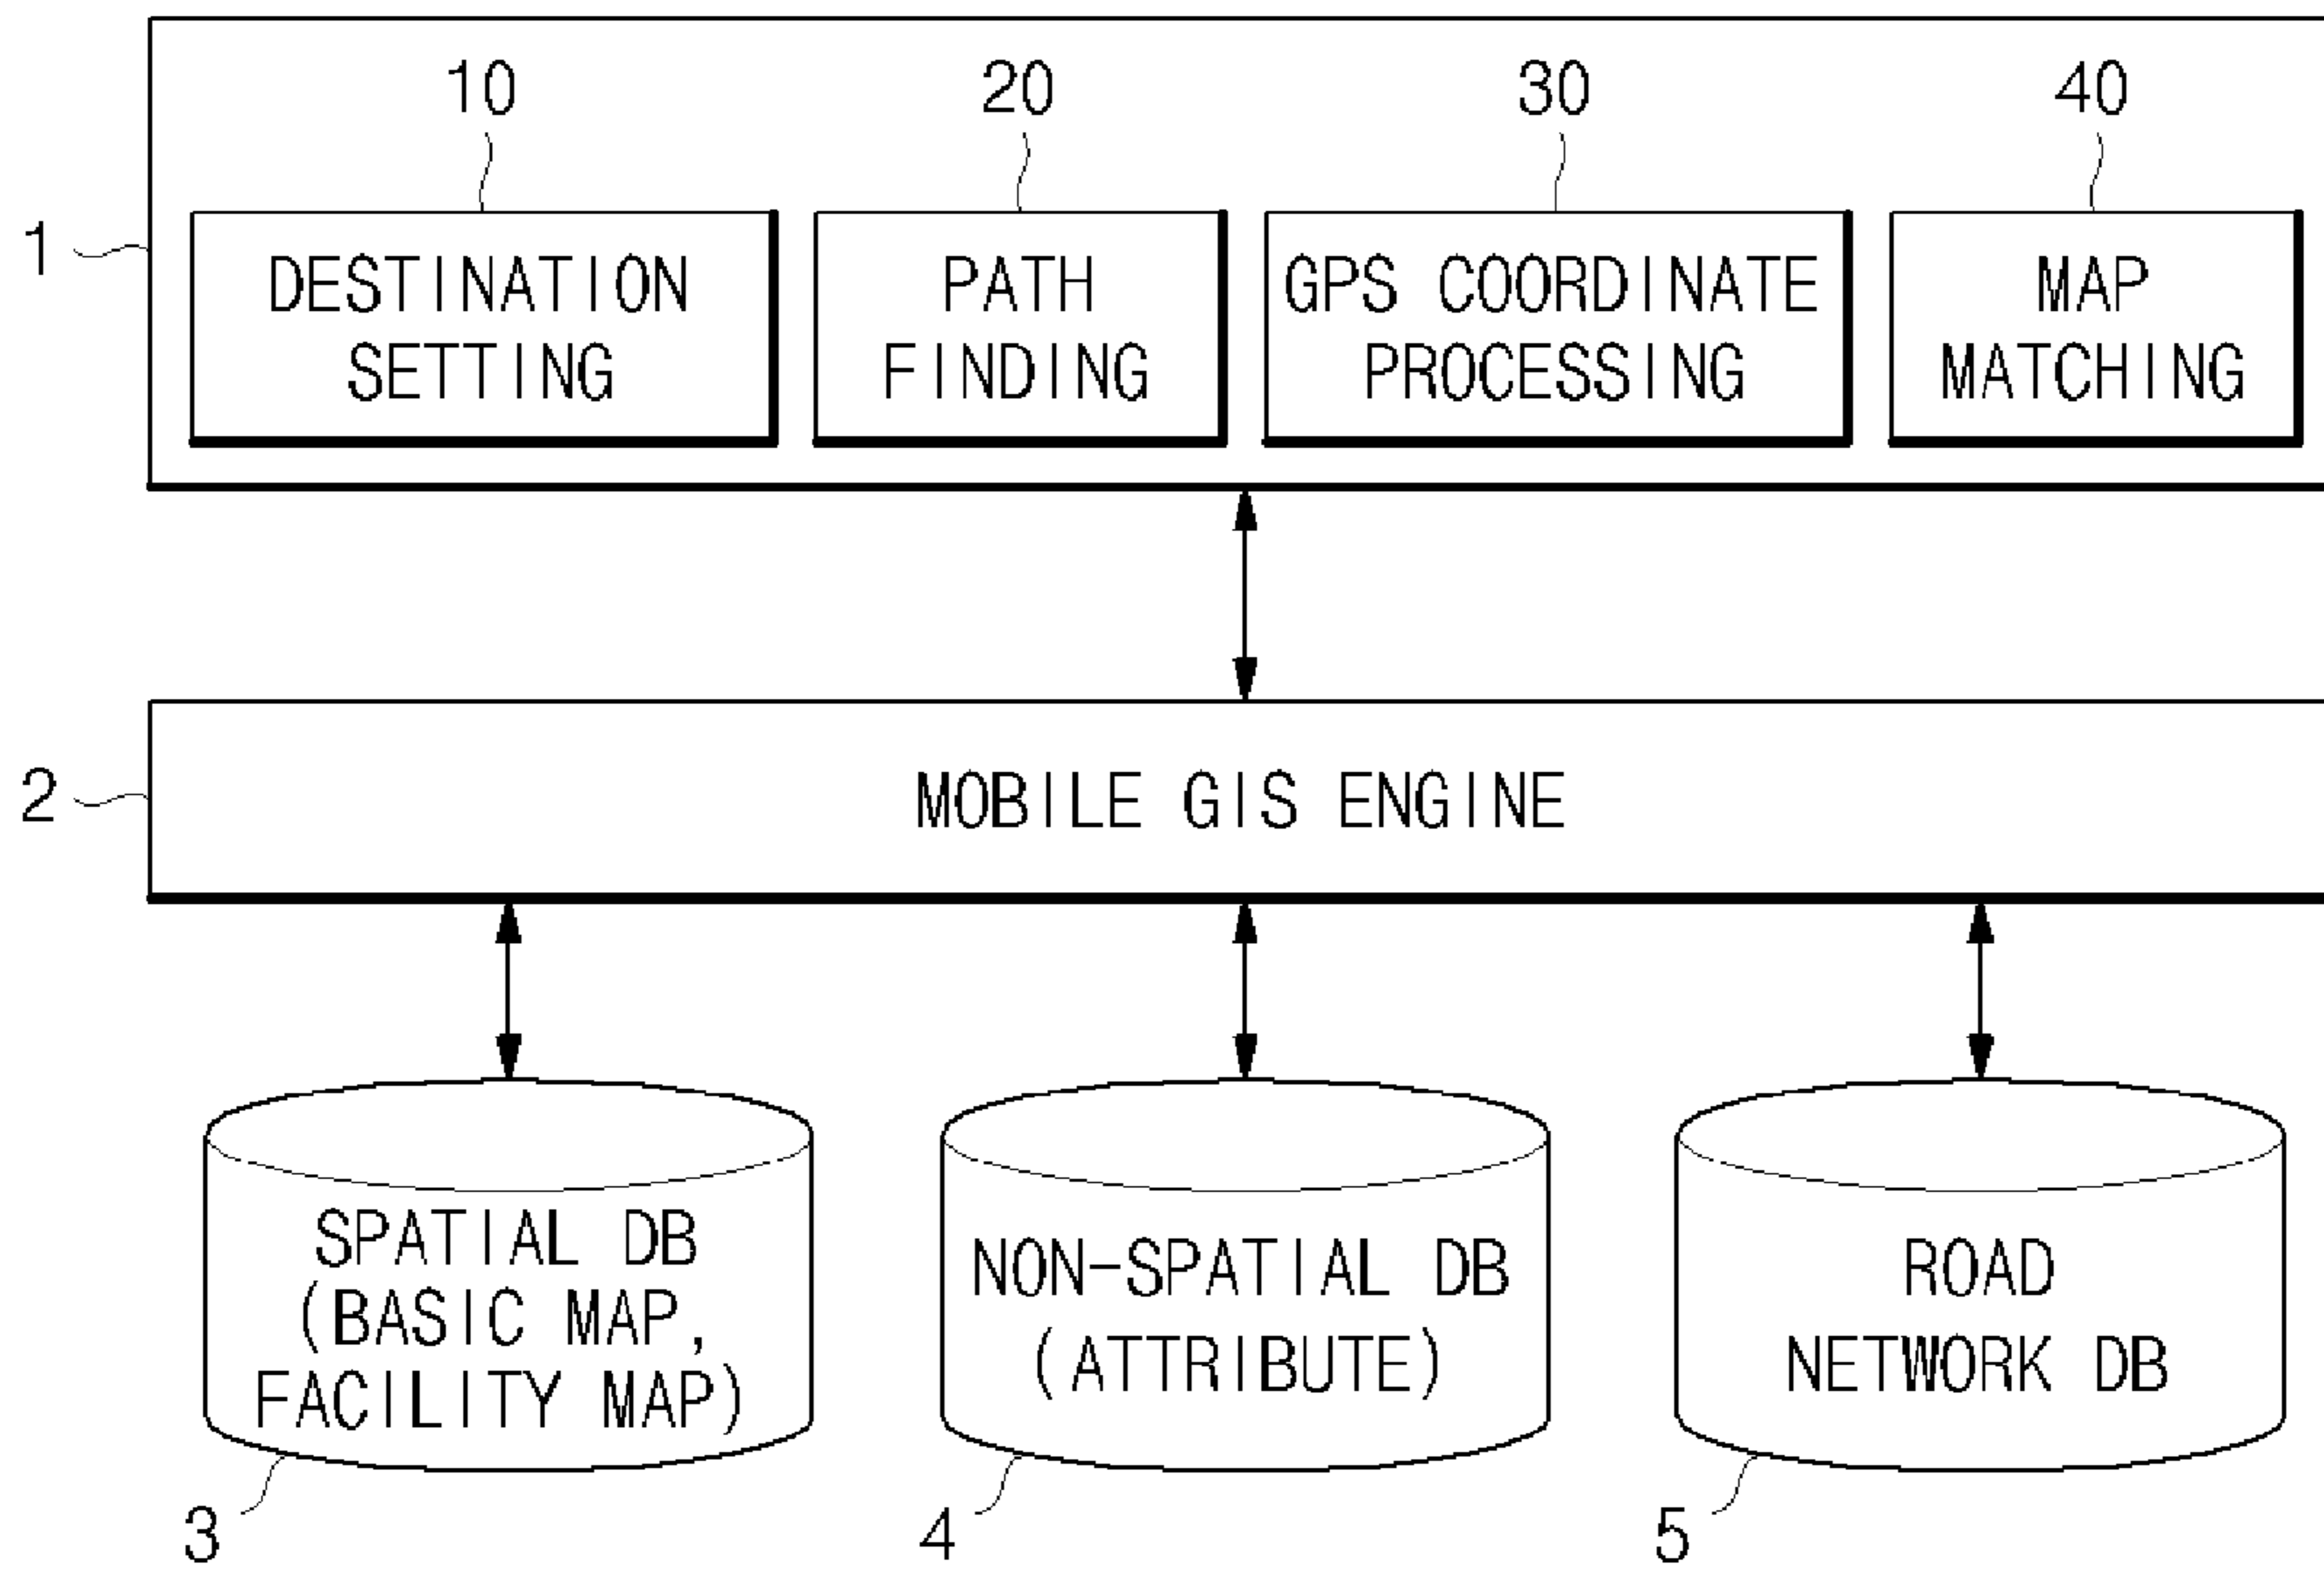 10
20
30
40
1
DESTINATION
SETTING
PATH
FINDING
GPS COORDINATE
PROCESSING
MAP
MATCHING
2
MOBILE GIS ENGINE
SPATIAL DB
(BASIC MAP,
FACILITY MAP)
NON-SPATIAL DB
(ATTRIBUTE)
ROAD
NETWORK DB
3
4
5